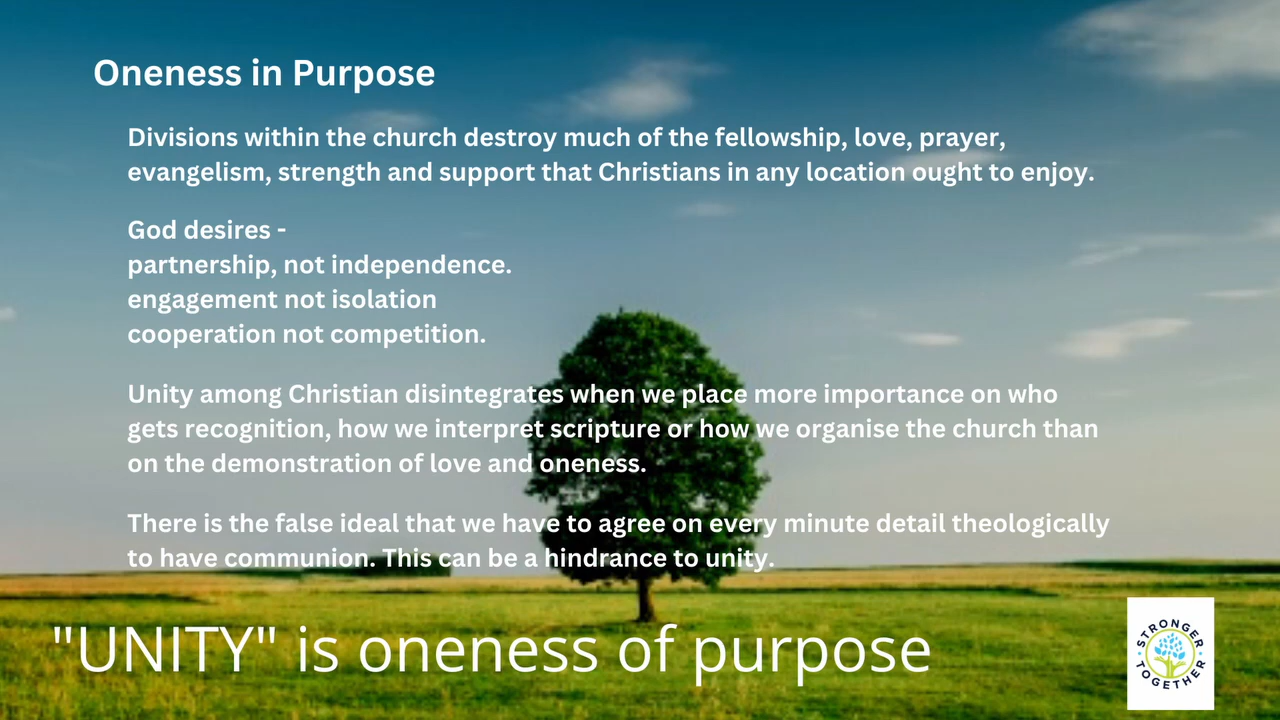 Oneness in Purpose
Divisions within the church destroy much of the fellowship, love, prayer,
evangelism, strength and support that Christians in any location ought to enjoy.
God desires -
partnership, not independence.
engagement not isolation
cooperation not competition.
Unity among Christian disintegrates when we place more importance on who
gets recognition, how we interpret scripture or how we organise the church than
on the demonstration of love and oneness.
There is the false ideal that we have to agree on every minute detail theologically
to have communion. This can be a hindrance to unity.
"UNITY" is oneness of purpose
STRONGER
TOGETHER